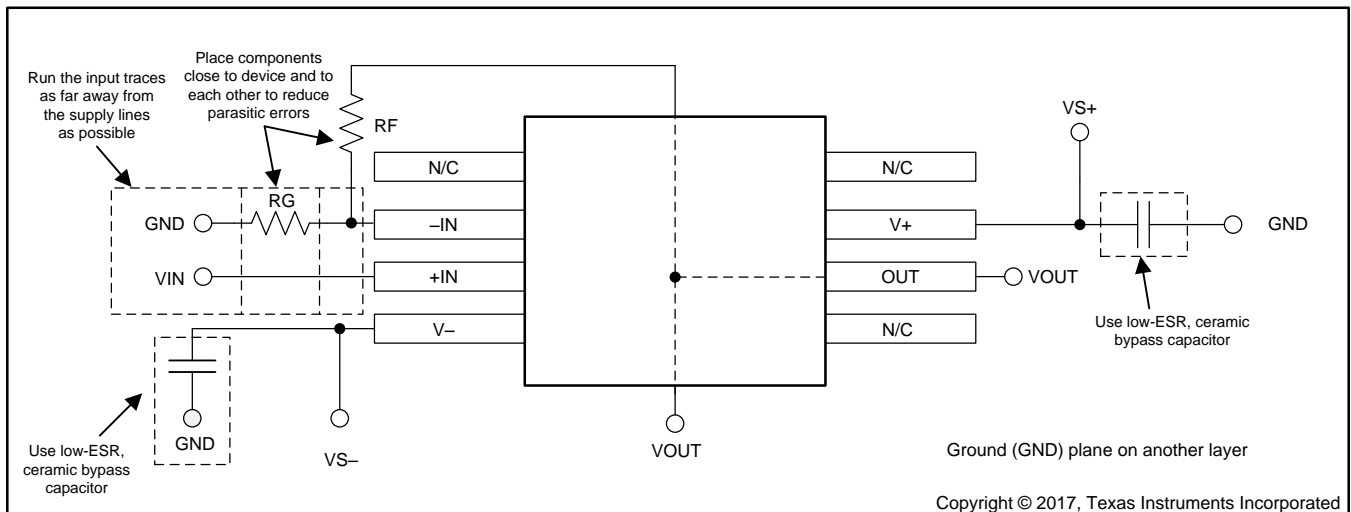 Place components
close to device and to
each other to reduce
parasitic errors
Run the input traces
as far away from
the supply lines
as possible
RF
VS+
N/C
N/C
RG
GND
–IN
V+
GND
VIN
+IN
OUT
VOUT
V–
N/C
Use low-ESR, ceramic
bypass capacitor
GND
Use low-ESR,
ceramic bypass
capacitor
VS–
VOUT
Ground (GND) plane on another layer
Copyright © 2017, Texas Instruments Incorporated